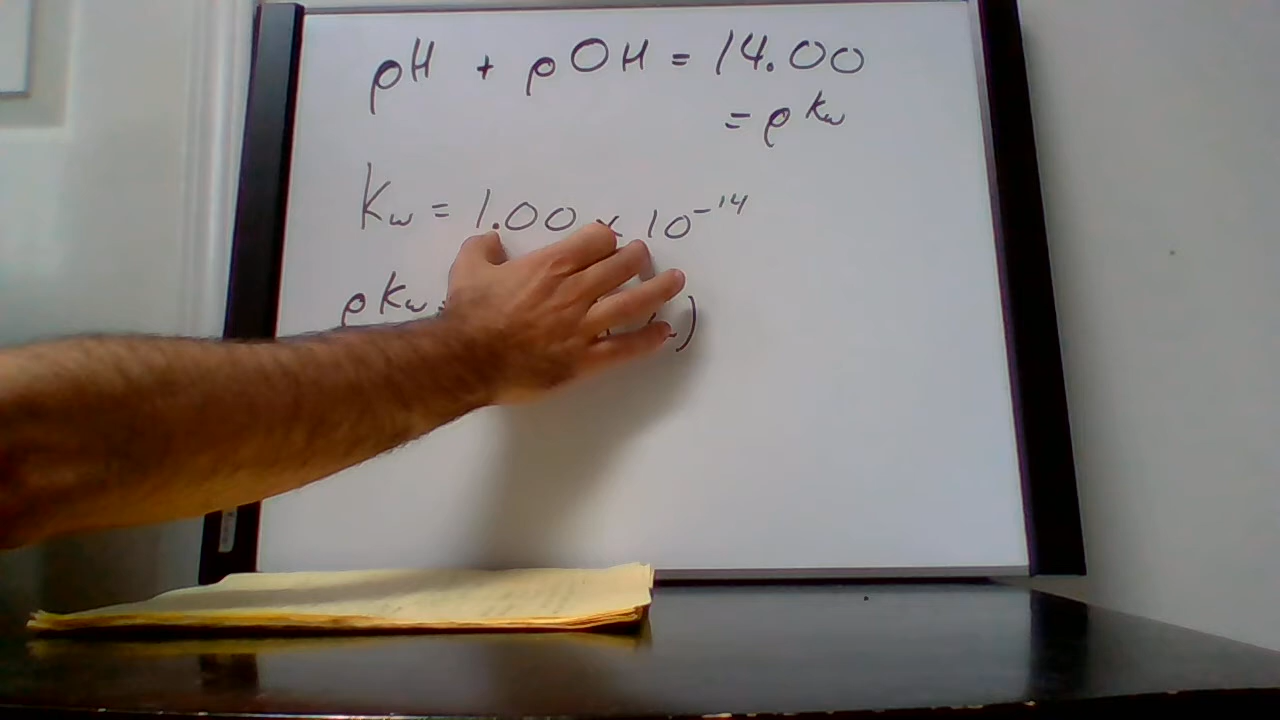 pH + pOH = 14.00
= pKw
Kw = 1.00 x 10⁻¹⁴
pKw )